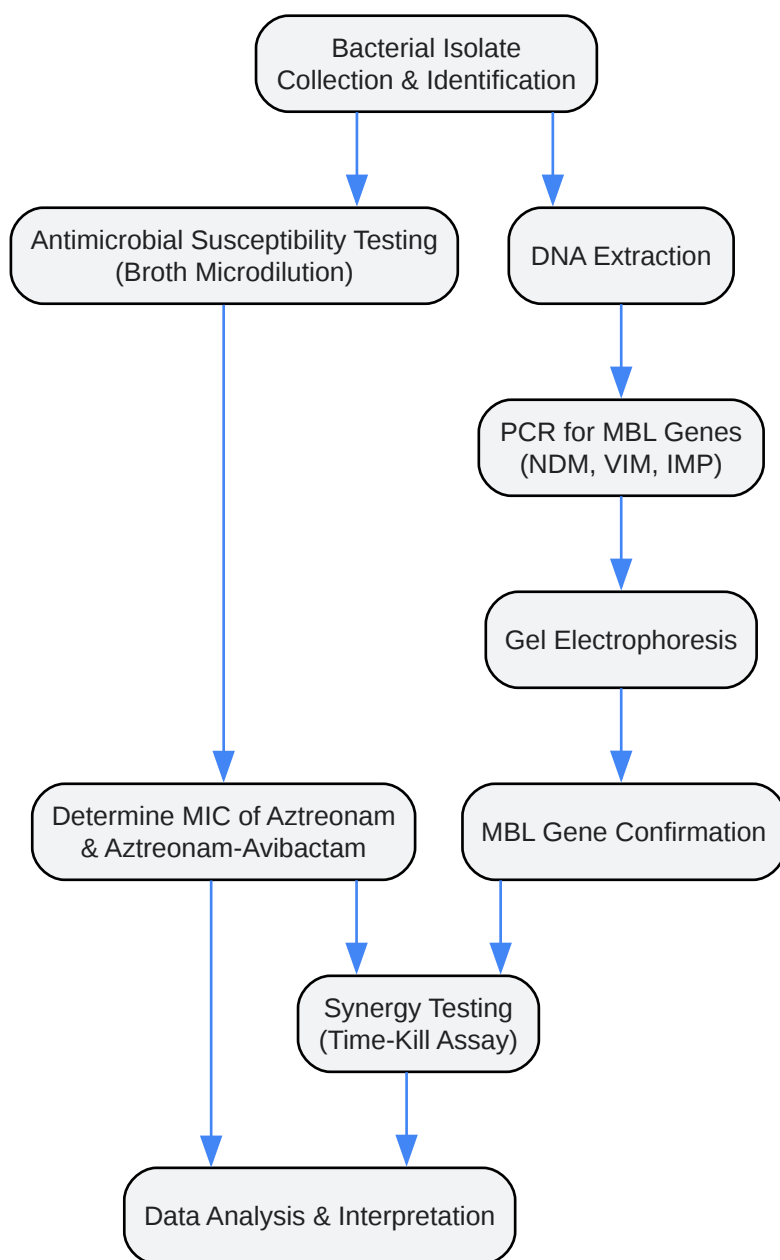 Bacterial Isolate
Collection & Identification
Antimicrobial Susceptibility Testing
(Broth Microdilution)
DNA Extraction
PCR for MBL Genes
(NDM, VIM, IMP)
Gel Electrophoresis
Determine MIC of Aztreonam
& Aztreonam-Avibactam
MBL Gene Confirmation
Synergy Testing
(Time-Kill Assay)
Data Analysis & Interpretation